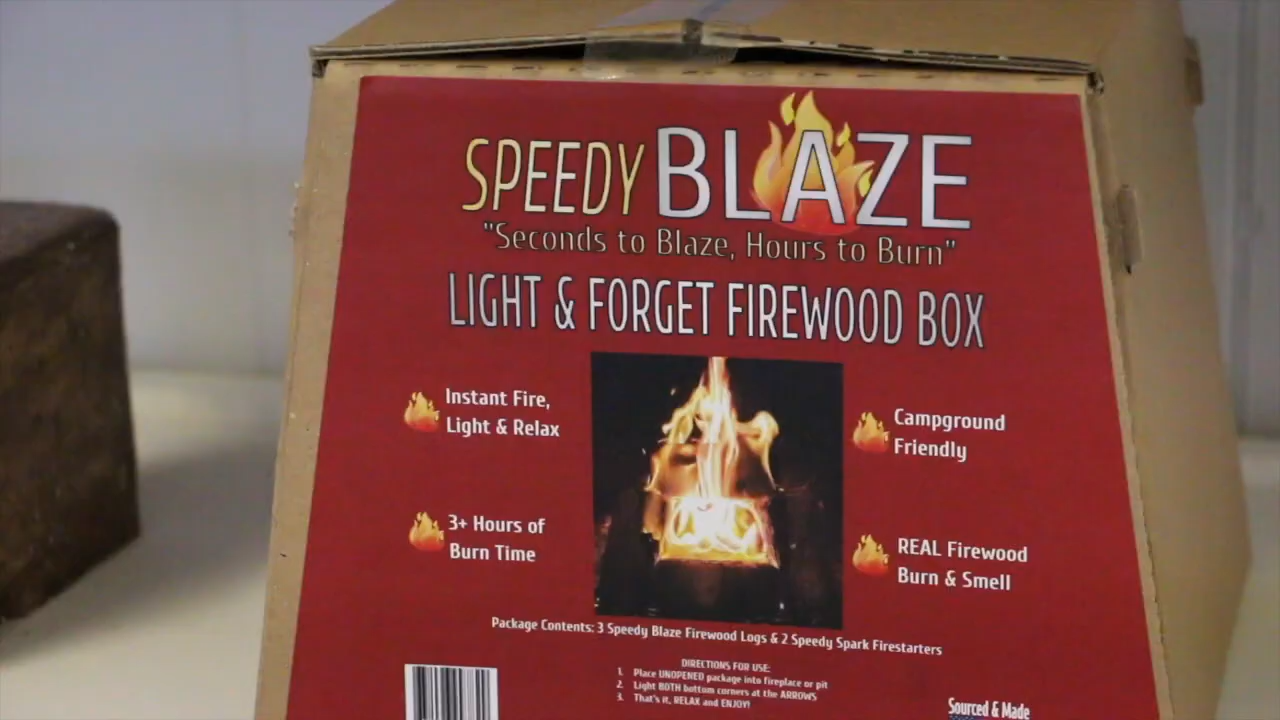 SPEEDY BLAZE
"Seconds to Blaze, Hours to Burn"
LIGHT & FORGET FIREWOOD BOX
Instant Fire,
Light & Relax
Campground
Friendly
3+ Hours of
Burn Time
REAL Firewood
Burn & Smell
Package Contents: 3 Speedy Blaze Firewood Logs & 2 Speedy Spark Firestarters
DIRECTIONS FOR USE:
1. Place UNOPENED package into fireplace or pit
2. Light BOTH bottom corners at the ARROWS
3. That's it, RELAX and ENJOY!
Sourced & Made